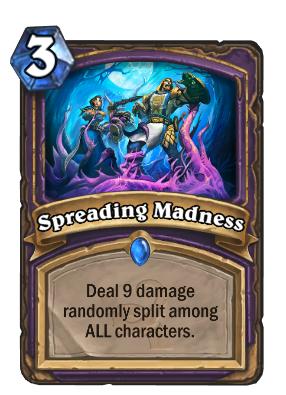 3
Spreading Madness
Deal 9 damage
randomly split among
ALL characters.